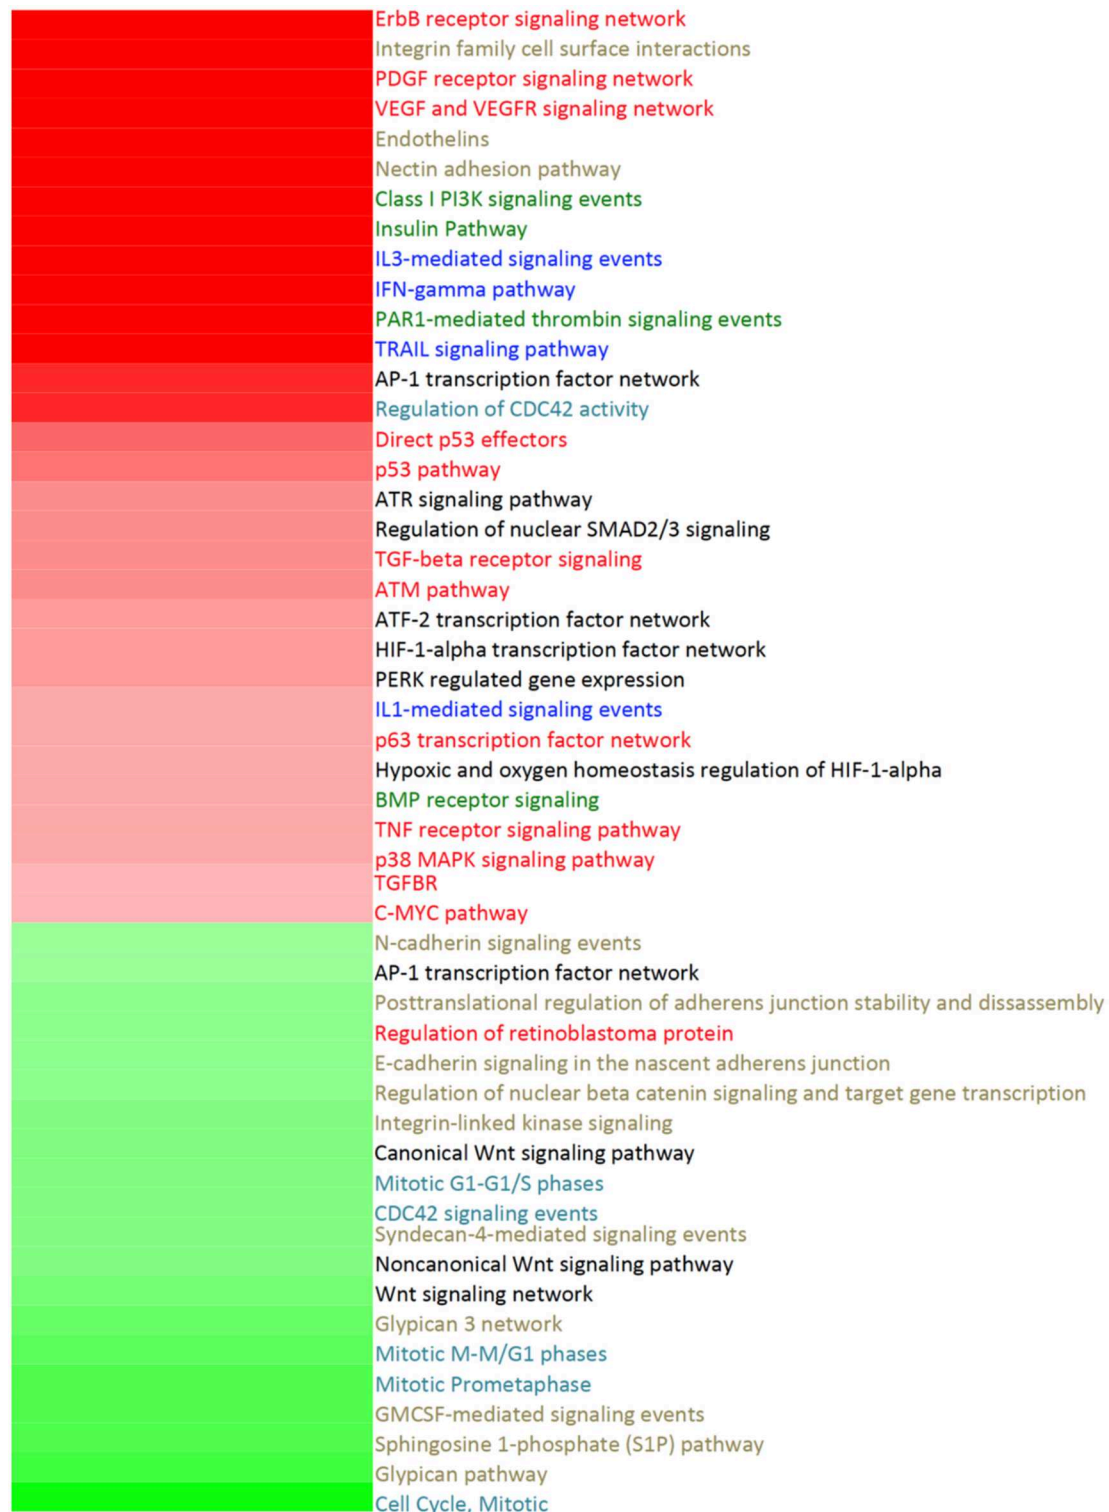 ErbB receptor signaling network
Integrin family cell surface interactions
PDGF receptor signaling network
VEGF and VEGFR signaling network
Endothelins
Nectin adhesion pathway
Class I PI3K signaling events
Insulin Pathway
IL3-mediated signaling events
IFN-gamma pathway
PAR1-mediated thrombin signaling events
TRAIL signaling pathway
AP-1 transcription factor network
Regulation of CDC42 activity
Direct p53 effectors
p53 pathway
ATR signaling pathway
Regulation of nuclear SMAD2/3 signaling
TGF-beta receptor signaling
ATM pathway
ATF-2 transcription factor network
HIF-1-alpha transcription factor network
PERK regulated gene expression
IL1-mediated signaling events
p63 transcription factor network
Hypoxic and oxygen homeostasis regulation of HIF-1-alpha
BMP receptor signaling
TNF receptor signaling pathway
p38 MAPK signaling pathway
TGFBR
C-MYC pathway
N-cadherin signaling events
AP-1 transcription factor network
Posttranslational regulation of adherens junction stability and dissassembly
Regulation of retinoblastoma protein
E-cadherin signaling in the nascent adherens junction
Regulation of nuclear beta catenin signaling and target gene transcription
Integrin-linked kinase signaling
Canonical Wnt signaling pathway
Mitotic G1-G1/S phases
CDC42 signaling events
Syndecan-4-mediated signaling events
Noncanonical Wnt signaling pathway
Wnt signaling network
Glypican 3 network
Mitotic M-M/G1 phases
Mitotic Prometaphase
GMCSF-mediated signaling events
Sphingosine 1-phosphate (S1P) pathway
Glypican pathway
Cell Cycle, Mitotic